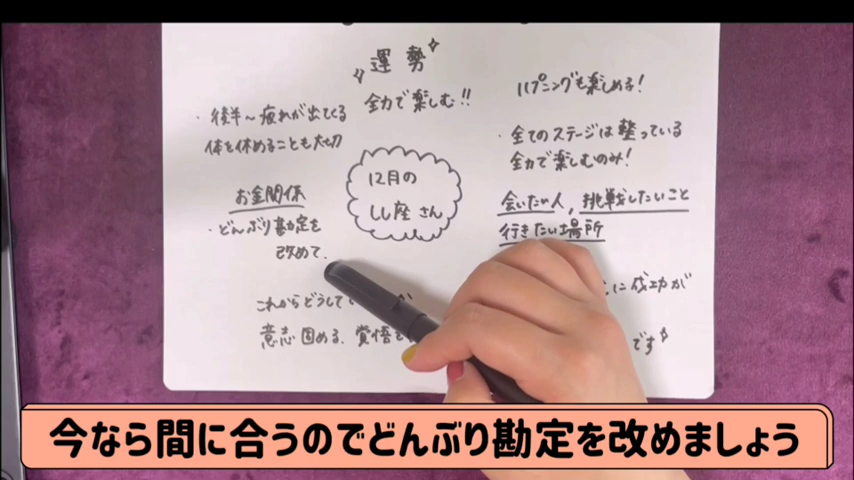 運勢
全力で楽しむ!!
・後半〜疲れが出てくる
体を休めることも大切
お金関係
・どんぶり勘定を
改めて.
12月の
しし座さん
ハプニングも楽しめる!
・全てのステージは整っている
全力で楽しむのみ!
会いたい人, 挑戦したいこと
行きたい場所
これからどうして
意志固める. 覚悟を
に成功が
です
今なら間に合うのでどんぶり勘定を改めましょう